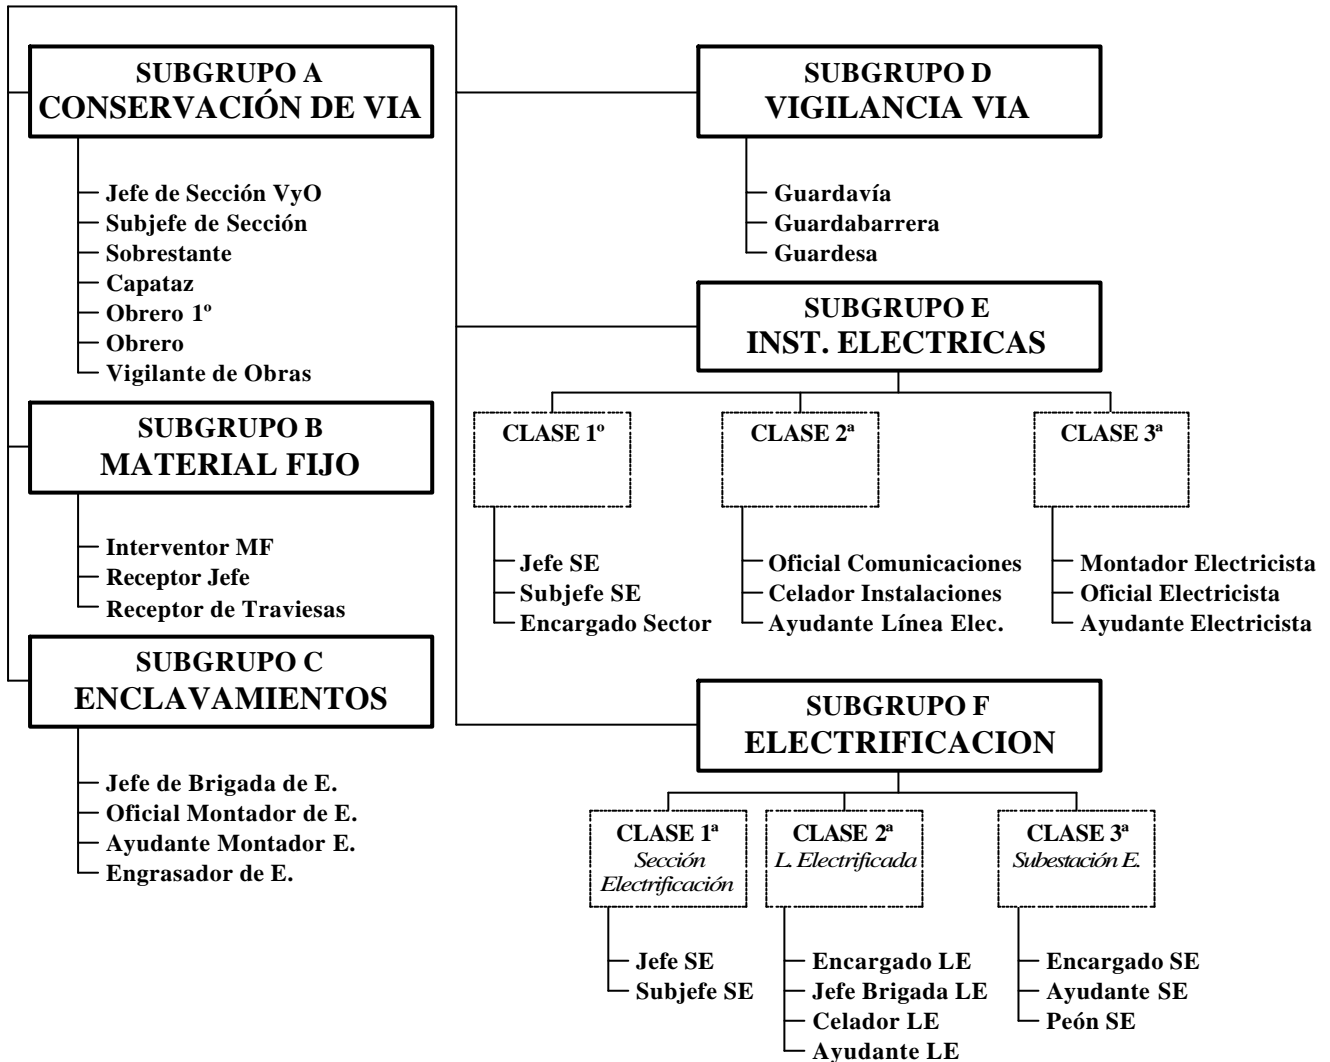 SUBGRUPO A
CONSERVACIÓN DE VIA
Jefe de Sección VyO
Subjefe de Sección
Sobrestante
Capataz
Obrero 1º
Obrero
Vigilante de Obras
SUBGRUPO B
MATERIAL FIJO
Interventor MF
Receptor Jefe
Receptor de Traviesas
SUBGRUPO C
ENCLAVAMIENTOS
Jefe de Brigada de E.
Oficial Montador de E.
Ayudante Montador E.
Engrasador de E.
SUBGRUPO D
VIGILANCIA VIA
Guardavía
Guardabarrera
Guardesa
SUBGRUPO E
INST. ELECTRICAS
CLASE 1º
Jefe SE
Subjefe SE
Encargado Sector
CLASE 2ª
Oficial Comunicaciones
Celador Instalaciones
Ayudante Línea Elec.
CLASE 3ª
Montador Electricista
Oficial Electricista
Ayudante Electricista
SUBGRUPO F
ELECTRIFICACION
CLASE 1ª
Sección
Electrificación
Jefe SE
Subjefe SE
CLASE 2ª
L. Electrificada
Encargado LE
Jefe Brigada LE
Celador LE
Ayudante LE
CLASE 3ª
Subestación E.
Encargado SE
Ayudante SE
Peón SE